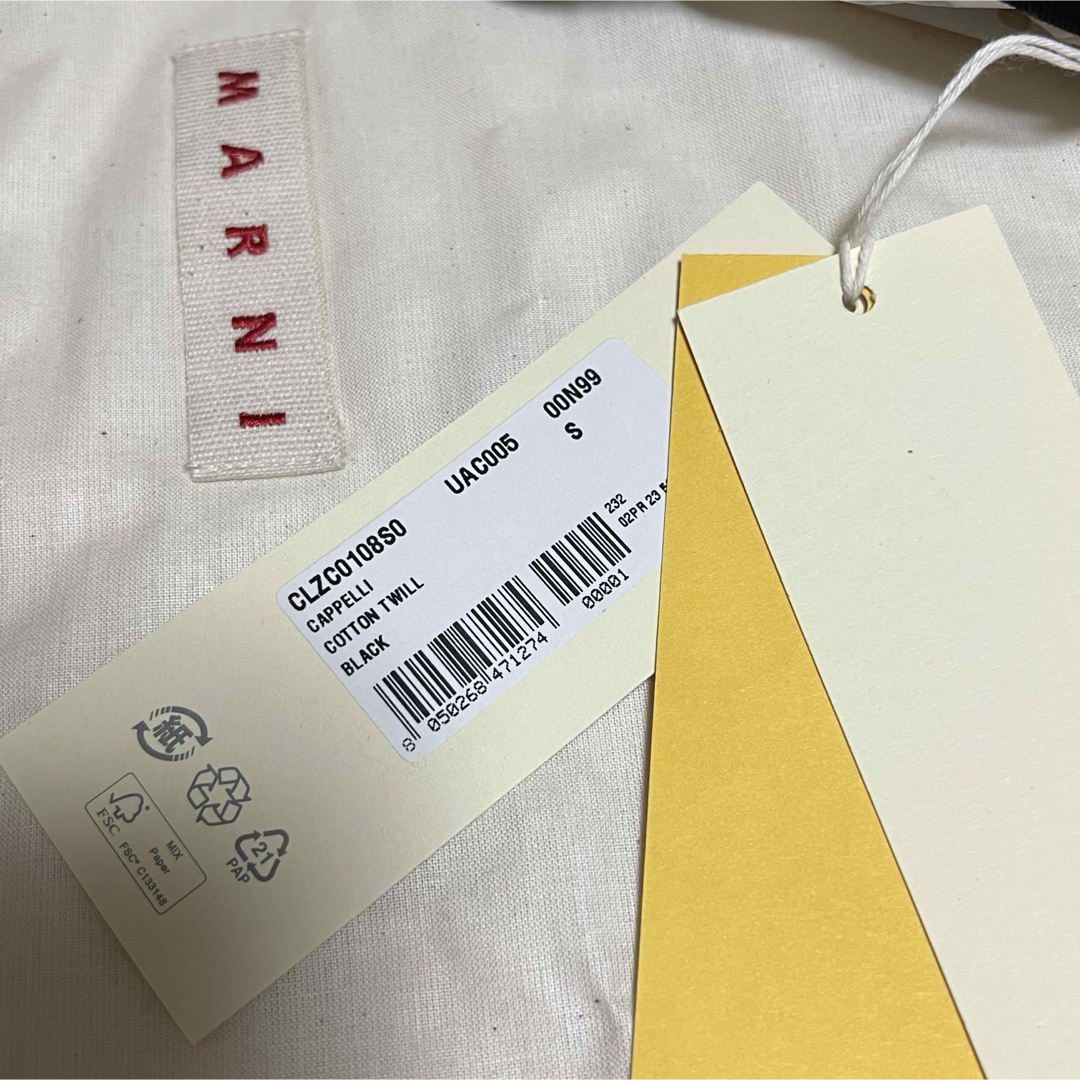 MARNI
CLZC0108S0 UAC005 00N99
CAPPELLI S
COTTON TWILL
BLACK
232
02PR 23
8 050268 471274 00001
紙
FSC
MIX
Paper
FSC® C133148
21
PAP